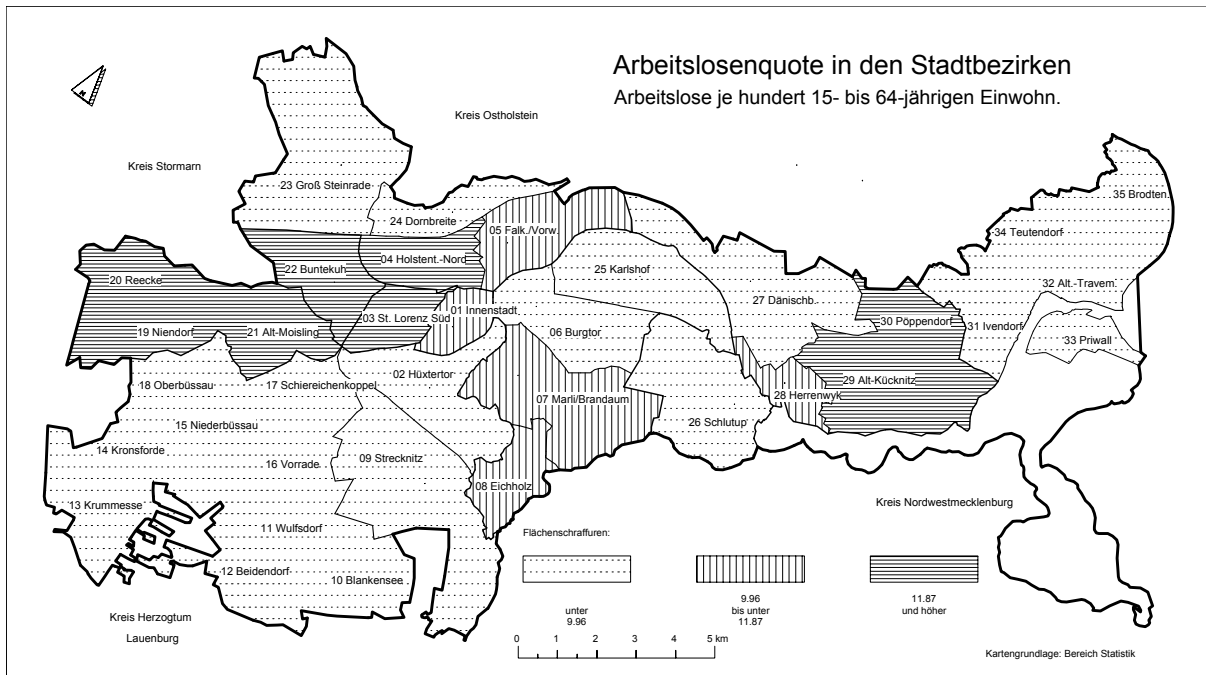 Arbeitslosenquote in den Stadtbezirken
Arbeitslose je hundert 15- bis 64-jährigen Einwohn.
N
Kreis Ostholstein
Kreis Stormarn
23 Groß Steinrade
35 Brodten.
24 Dornbreite
05 Falk./Vorw.
34 Teutendorf
04 Holstent.-Nord
22 Buntekuh
25 Karlshof
20 Reecke
32 Alt.-Travem.
27 Dänischb.
01 Innenstadt
03 St. Lorenz Süd
30 Pöppendorf
31 Ivendorf
19 Niendorf
21 Alt-Moisling
06 Burgtor
33 Priwall
02 Hüxtertor
18 Oberbüssau
17 Schiereichenkoppel
29 Alt-Kücknitz
28 Herrenwyk
07 Marli/Brandaum
15 Niederbüssau
26 Schlutup
14 Kronsforde
16 Vorrade
09 Strecknitz
08 Eichholz
13 Krummesse
Kreis Nordwestmecklenburg
11 Wulfsdorf
12 Beidendorf
10 Blankensee
Kreis Herzogtum
Lauenburg
Flächenschraffuren:
unter
9.96
9.96
bis unter
11.87
11.87
und höher
0 1 2 3 4 5 km
Kartengrundlage: Bereich Statistik